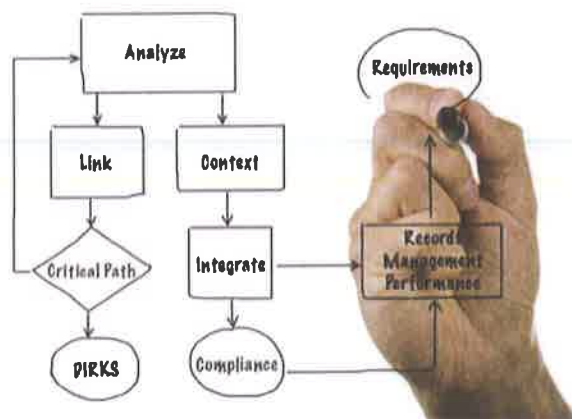 Analyze
Requirements
Link
Context
Critical Path
Integrate
Records
Management
Performance
DIRKS
Compliance